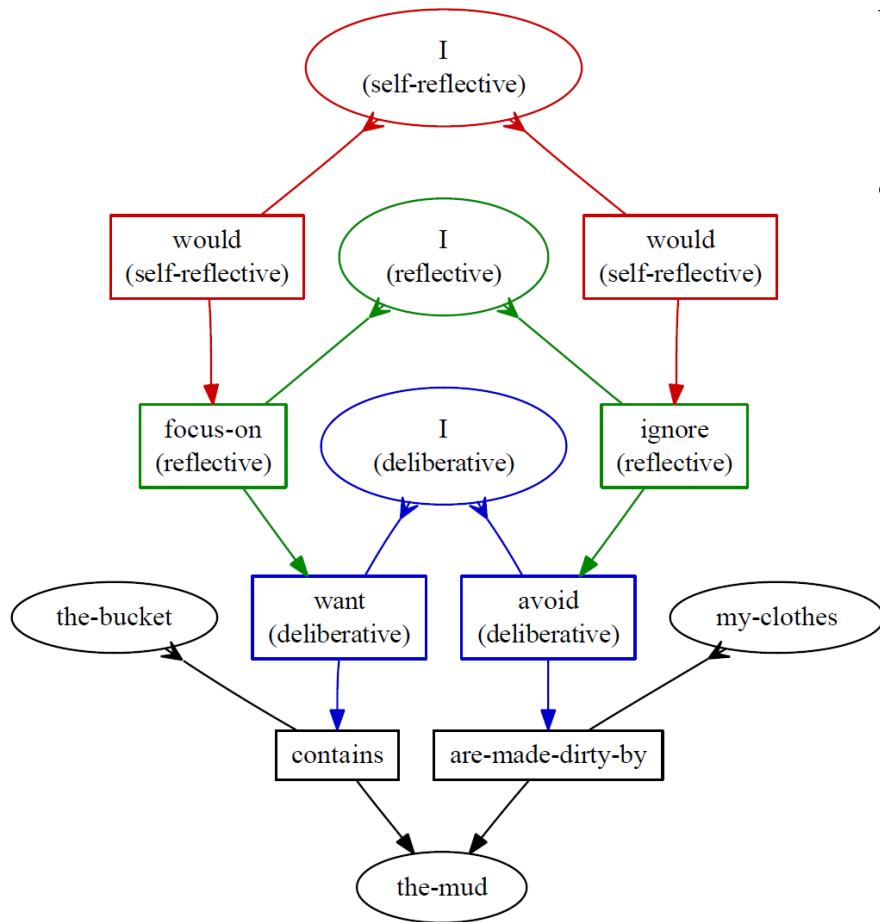 I
(self-reflective)
would
(self-reflective)
I
(reflective)
would
(self-reflective)
focus-on
(reflective)
I
(deliberative)
ignore
(reflective)
the-bucket
want
(deliberative)
avoid
(deliberative)
my-clothes
contains
are-made-dirty-by
the-mud